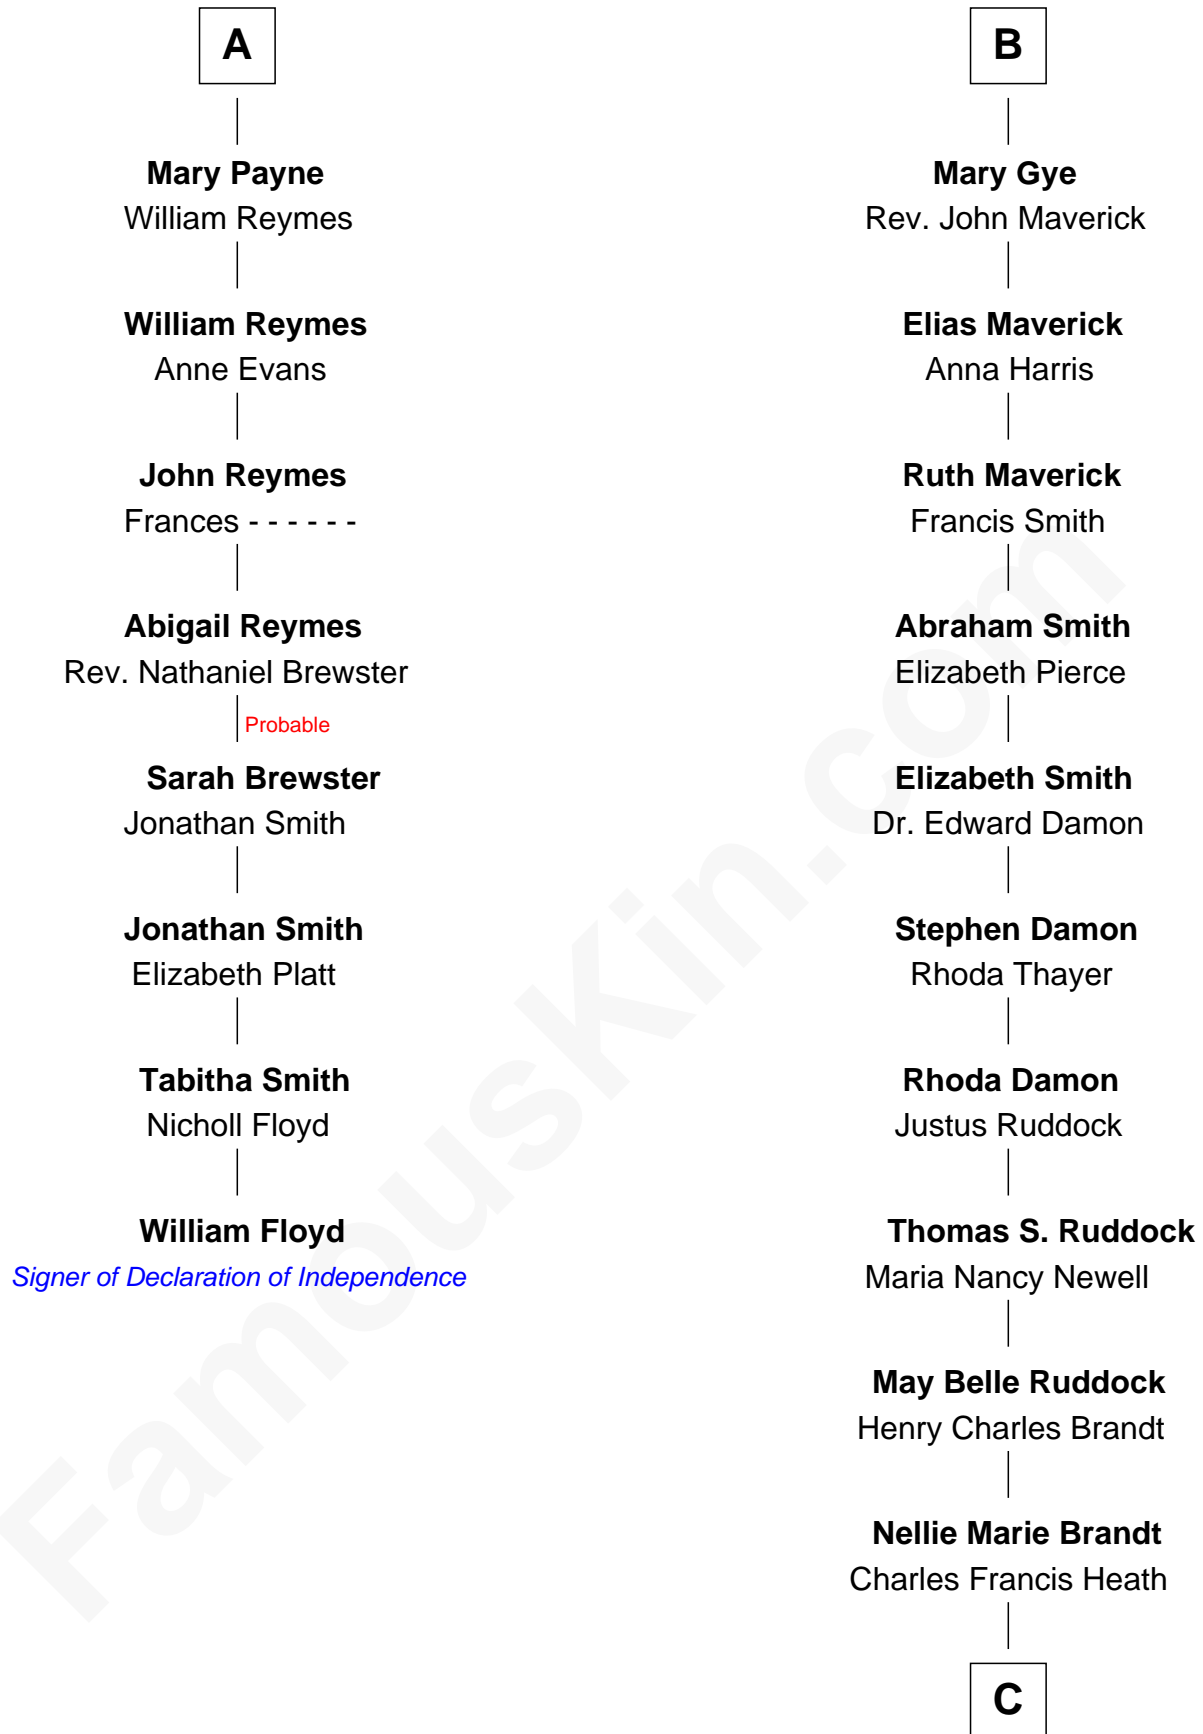 A
Mary Payne
William Reymes
William Reymes
Anne Evans
John Reymes
Frances - - - - - -
Abigail Reymes
Rev. Nathaniel Brewster
Probable
Sarah Brewster
Jonathan Smith
Jonathan Smith
Elizabeth Platt
Tabitha Smith
Nicholl Floyd
William Floyd
Signer of Declaration of Independence
B
Mary Gye
Rev. John Maverick
Elias Maverick
Anna Harris
Ruth Maverick
Francis Smith
Abraham Smith
Elizabeth Pierce
Elizabeth Smith
Dr. Edward Damon
Stephen Damon
Rhoda Thayer
Rhoda Damon
Justus Ruddock
Thomas S. Ruddock
Maria Nancy Newell
May Belle Ruddock
Henry Charles Brandt
Nellie Marie Brandt
Charles Francis Heath
C
FamousKin.com